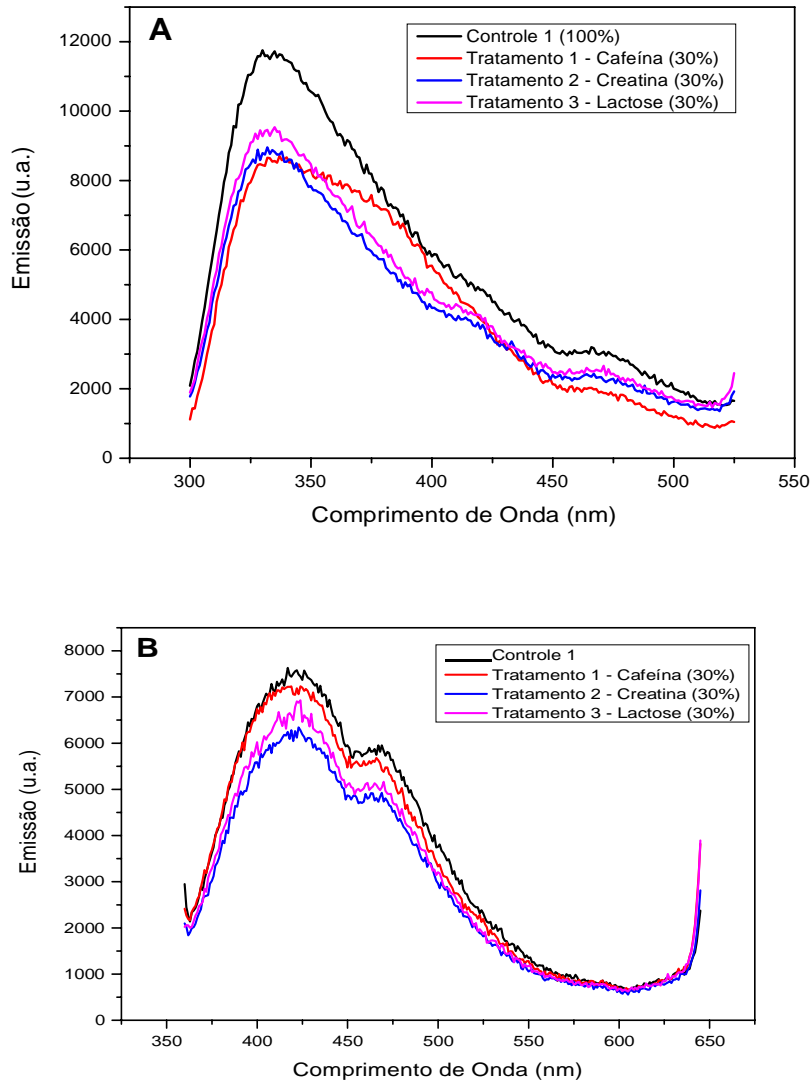 A
Controle 1 (100%)
Tratamento 1 - Cafeína (30%)
Tratamento 2 - Creatina (30%)
Tratamento 3 - Lactose (30%)
12000
10000
8000
6000
4000
2000
0
Emissão (u.a.)
300
350
400
450
500
550
Comprimento de Onda (nm)
B
Controle 1
Tratamento 1 - Cafeína (30%)
Tratamento 2 - Creatina (30%)
Tratamento 3 - Lactose (30%)
8000
7000
6000
5000
4000
3000
2000
1000
0
Emissão (u.a.)
350
400
450
500
550
600
650
Comprimento de Onda (nm)